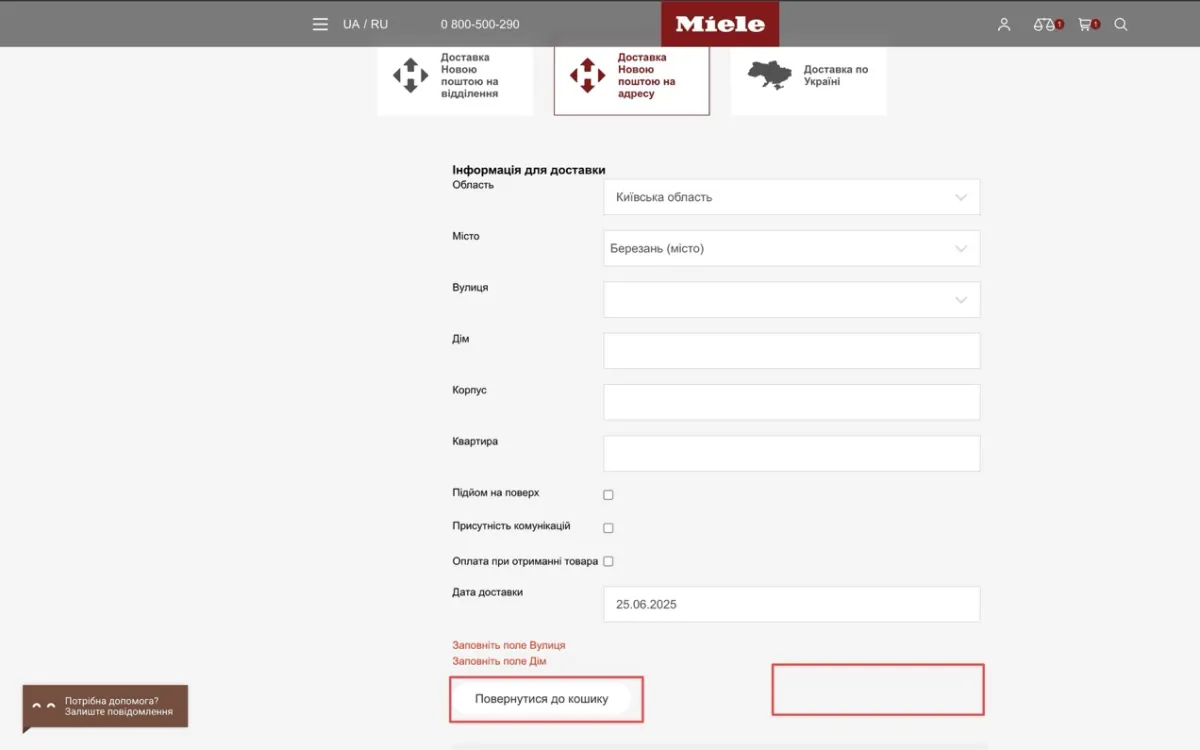 UA / RU
0 800-500-290
Miele
1
1
Доставка
Новою
поштою на
відділення
Доставка
Новою
поштою на
адресу
Доставка по
Україні
Інформація для доставки
Область
Київська область
Місто
Березань (місто)
Вулиця
Дім
Корпус
Квартира
Підйом на поверх
Присутність комунікацій
Оплата при отриманні товара
Дата доставки
25.06.2025
Заповніть поле Вулиця
Заповніть поле Дім
Повернутися до кошику
Потрібна допомога?
Залиште повідомлення